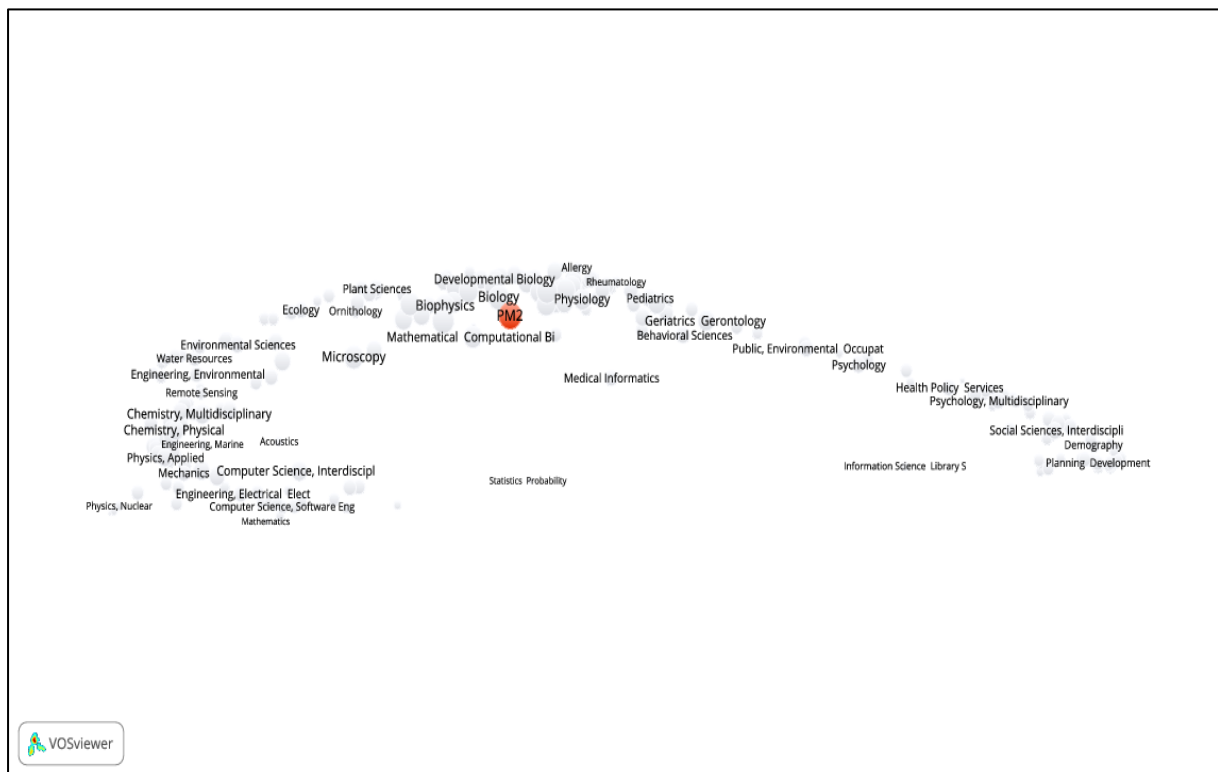 Allergy
Developmental Biology
Rheumatology
Plant Sciences
Biology
Physiology
Pediatrics
Biophysics
Ecology
Ornithology
PM2
Geriatrics Gerontology
Mathematical Computational Bi
Behavioral Sciences
Environmental Sciences
Public, Environmental Occupat
Water Resources
Microscopy
Psychology
Engineering, Environmental
Medical Informatics
Remote Sensing
Health Policy Services
Psychology, Multidisciplinary
Chemistry, Multidisciplinary
Chemistry, Physical
Social Sciences, Interdiscipli
Engineering, Marine
Acoustics
Demography
Physics, Applied
Mechanics
Computer Science, Interdiscipl
Information Science Library S
Planning Development
Statistics Probability
Engineering, Electrical Elect
Physics, Nuclear
Computer Science, Software Eng
Mathematics
VOSviewer